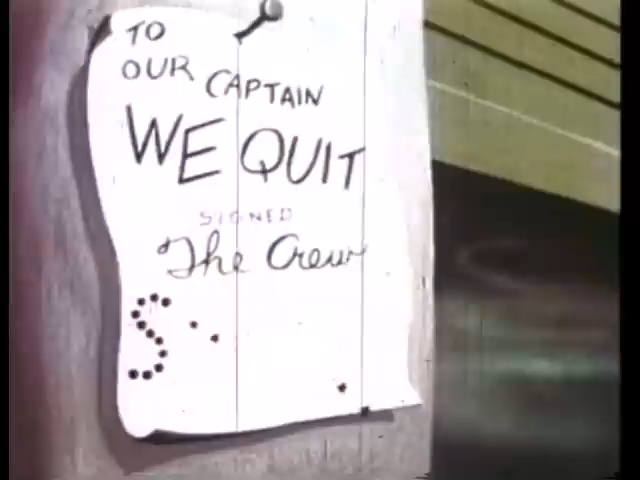 TO
OUR CAPTAIN
WE QUIT
SIGNED
The Crew
S